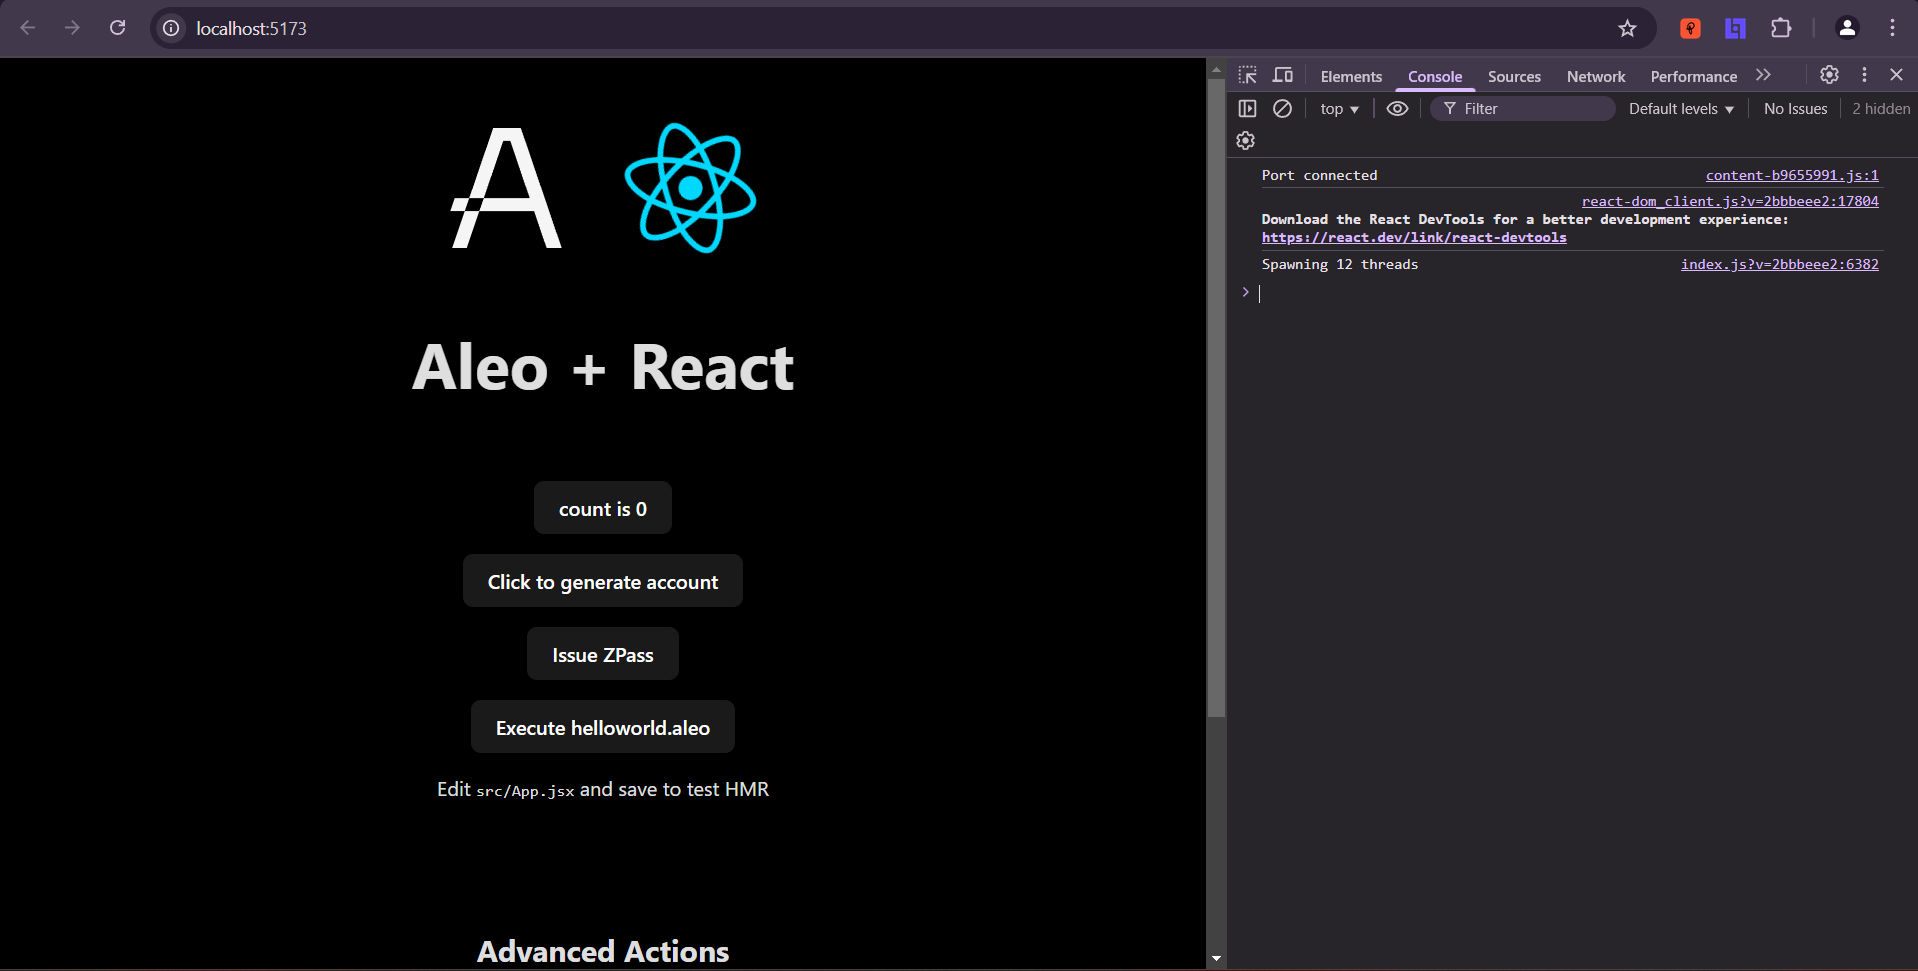 localhost:5173
Aleo + React
count is 0
Click to generate account
Issue ZPass
Execute helloworld.aleo
Edit src/App.jsx and save to test HMR
Advanced Actions
Elements Console Sources Network Performance
top Filter Default levels No Issues 2 hidden
Port connected content-b9655991.js:1
react-dom_client.js?v=2bbbeee2:17804
Download the React DevTools for a better development experience:
https://react.dev/link/react-devtools
Spawning 12 threads index.js?v=2bbbeee2:6382